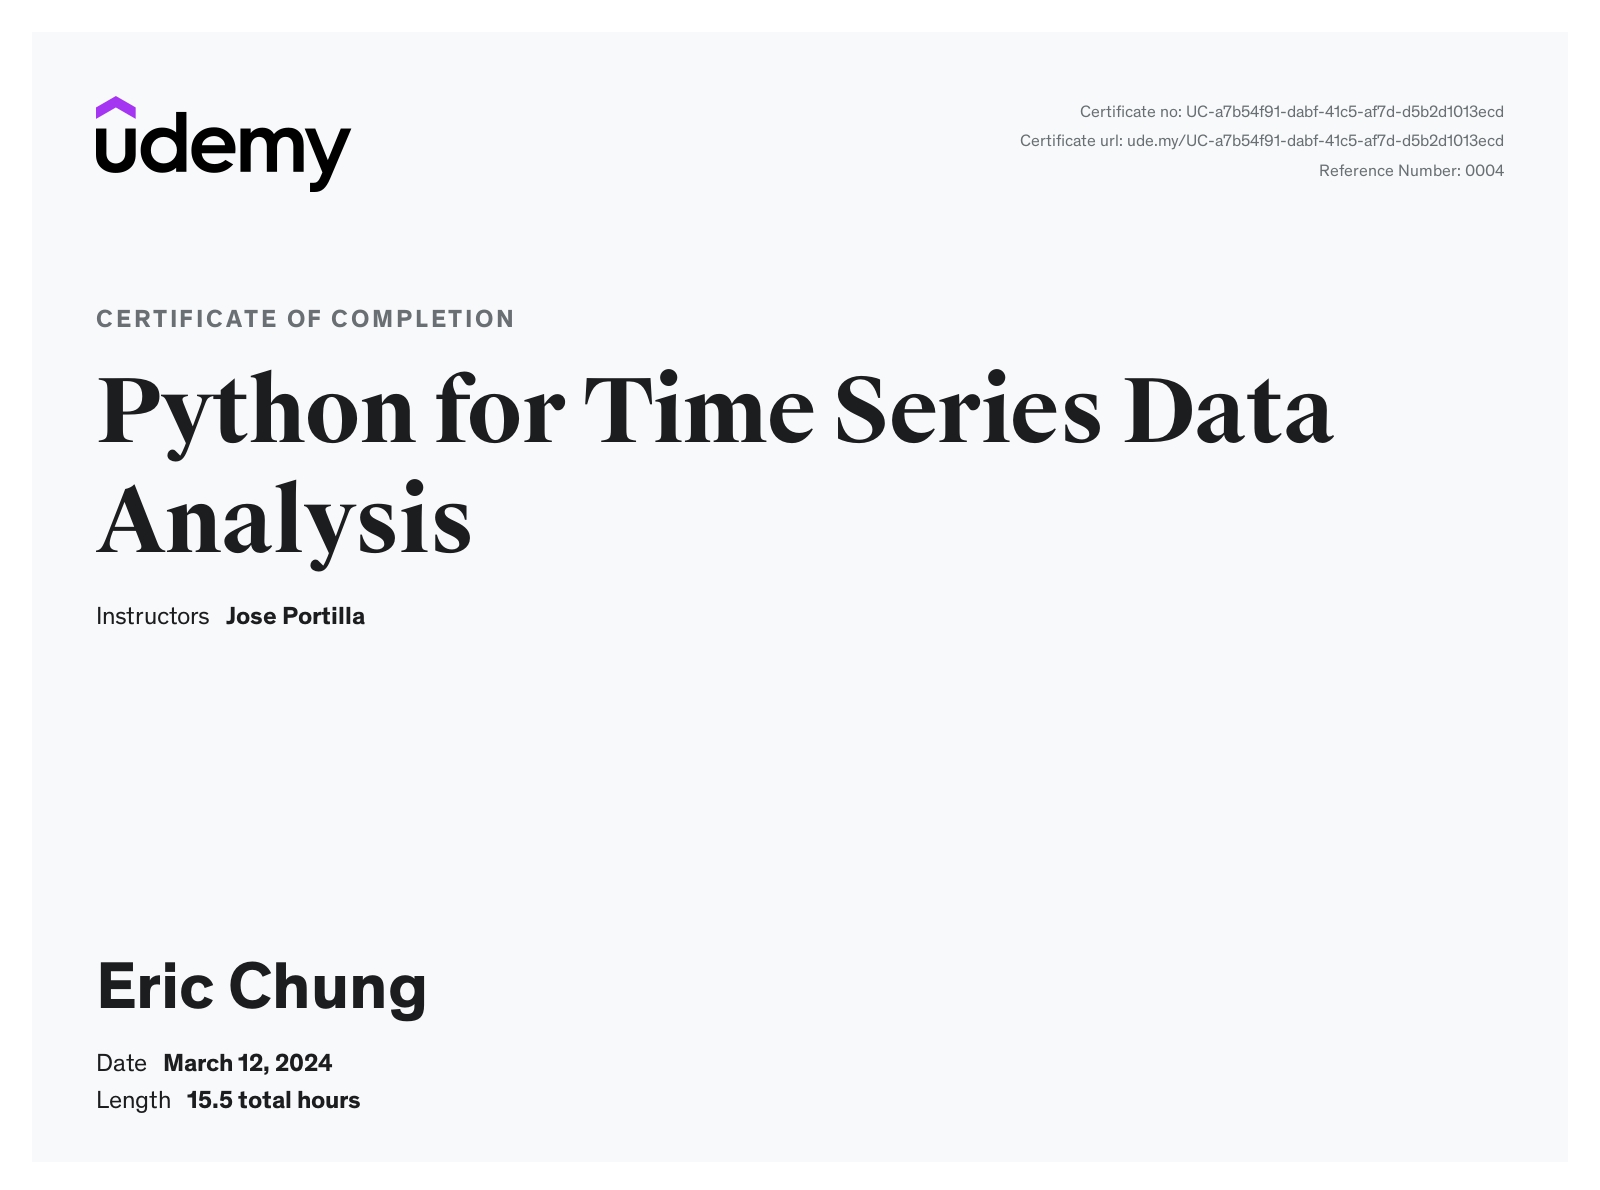 udemy
Certificate no: UC-a7b54f91-dabf-41c5-af7d-d5b2d1013ecd
Certificate url: ude.my/UC-a7b54f91-dabf-41c5-af7d-d5b2d1013ecd
Reference Number: 0004
CERTIFICATE OF COMPLETION
Python for Time Series Data
Analysis
Instructors Jose Portilla
Eric Chung
Date March 12, 2024
Length 15.5 total hours